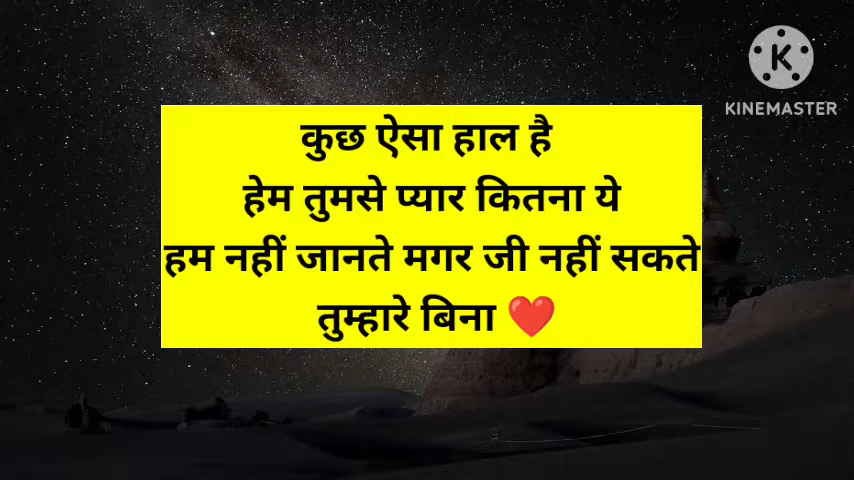 कुछ ऐसा हाल है
हेम तुमसे प्यार कितना ये
हम नहीं जानते मगर जी नहीं सकते
तुम्हारे बिना ❤️
K
KINEMASTER